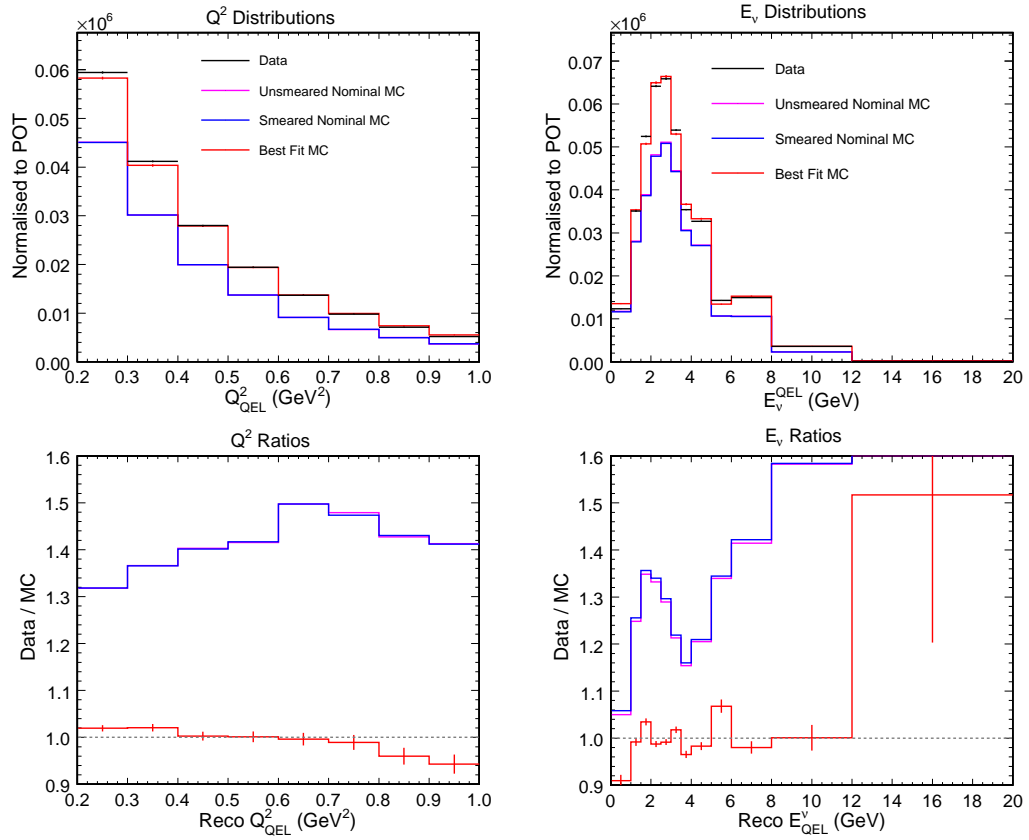 Q² Distributions
×10⁶
Normalised to POT
0.06
0.05
0.04
0.03
0.02
0.01
0.00
Data
Unsmeared Nominal MC
Smeared Nominal MC
Best Fit MC
0.2 0.3 0.4 0.5 0.6 0.7 0.8 0.9 1.0
Q²_QEL (GeV²)
E_ν Distributions
×10⁶
Normalised to POT
0.07
0.06
0.05
0.04
0.03
0.02
0.01
0.00
Data
Unsmeared Nominal MC
Smeared Nominal MC
Best Fit MC
0 2 4 6 8 10 12 14 16 18 20
E_ν^QEL (GeV)
Q² Ratios
Data / MC
1.6
1.5
1.4
1.3
1.2
1.1
1.0
0.9
0.2 0.3 0.4 0.5 0.6 0.7 0.8 0.9 1.0
Reco Q²_QEL (GeV²)
E_ν Ratios
Data / MC
1.6
1.5
1.4
1.3
1.2
1.1
1.0
0.9
0 2 4 6 8 10 12 14 16 18 20
Reco E^ν_QEL (GeV)